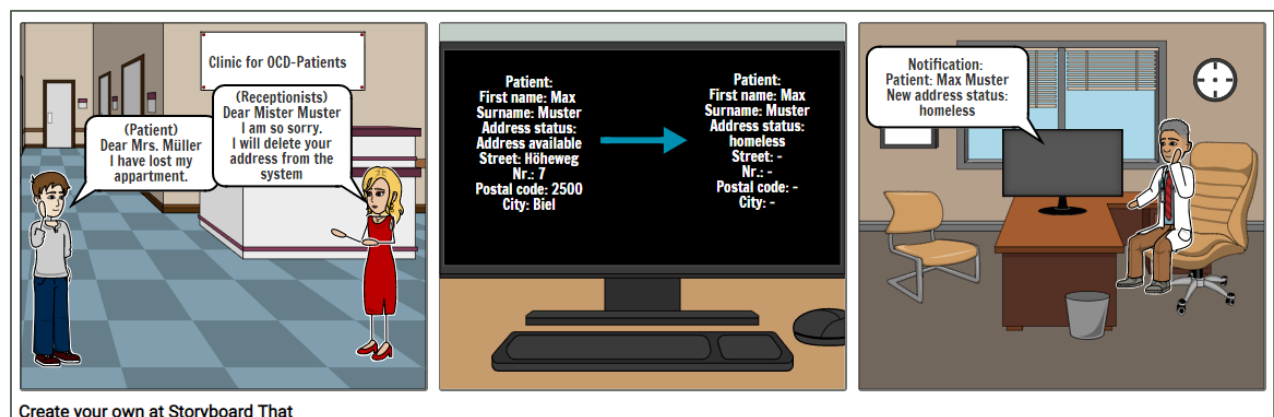 Clinic for OCD-Patients
(Patient)
Dear Mrs. Müller
I have lost my
appartment.
(Receptionists)
Dear Mister Muster
I am so sorry.
I will delete your
address from the
system
Patient:
First name: Max
Surname: Muster
Address status:
Address available
Street: Höheweg
Nr.: 7
Postal code: 2500
City: Biel
Patient:
First name: Max
Surname: Muster
Address status:
homeless
Street: -
Nr.: -
Postal code: -
City: -
Notification:
Patient: Max Muster
New address status:
homeless
Create your own at Storyboard That